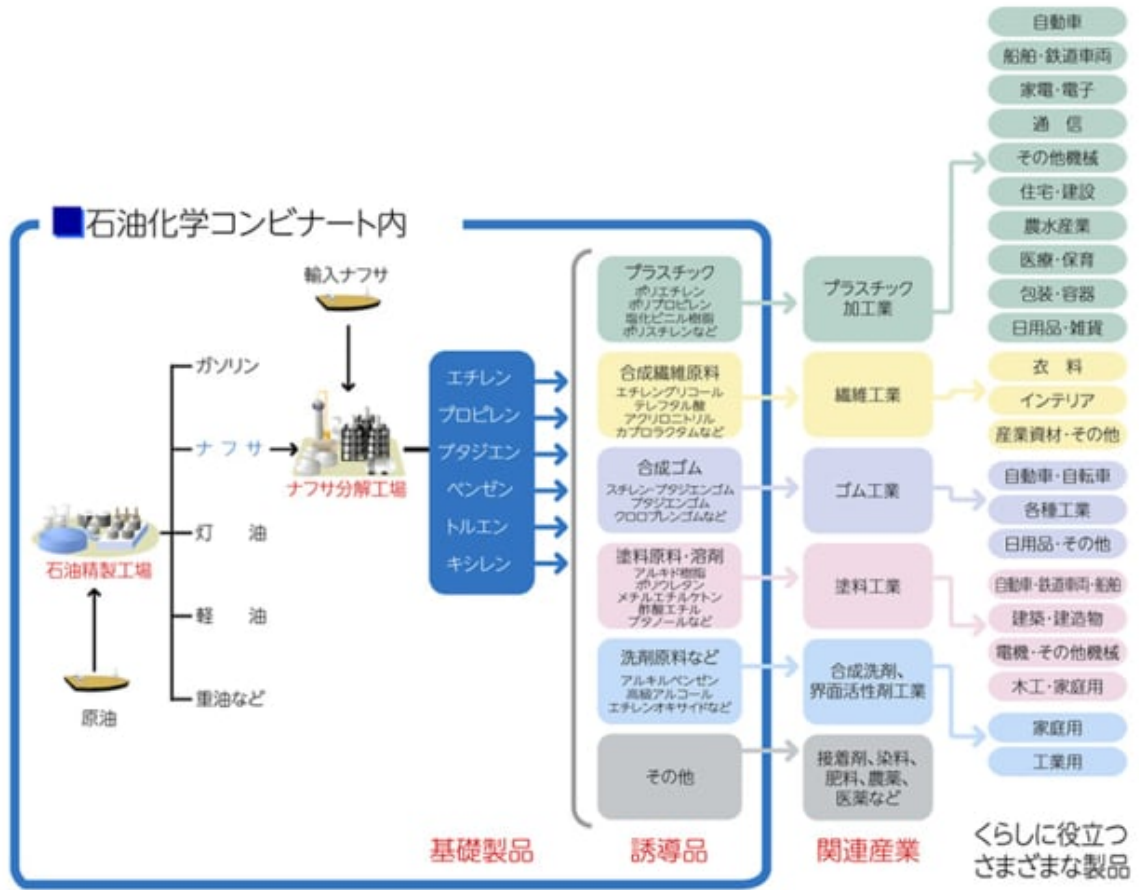 ■石油化学コンビナート内
輸入ナフサ
ガソリン
ナフサ
灯　油
軽　油
重油など
ナフサ分解工場
石油精製工場
原油
エチレン
プロピレン
ブタジエン
ベンゼン
トルエン
キシレン
基礎製品
プラスチック
ポリエチレン
ポリプロピレン
塩化ビニル樹脂
ポリスチレンなど
合成繊維原料
エチレングリコール
テレフタル酸
アクリロニトリル
カプロラクタムなど
合成ゴム
スチレン・ブタジエンゴム
ブタジエンゴム
クロロプレンゴムなど
塗料原料・溶剤
アルキド樹脂
ポリウレタン
メチルエチルケトン
酢酸エチル
ブタノールなど
洗剤原料など
アルキルベンゼン
高級アルコール
エチレンオキサイドなど
その他
誘導品
プラスチック
加工業
繊維工業
ゴム工業
塗料工業
合成洗剤、
界面活性剤工業
接着剤、染料、
肥料、農薬、
医薬など
関連産業
自動車
船舶・鉄道車両
家電・電子
通　信
その他機械
住宅・建設
農水産業
医療・保育
包装・容器
日用品・雑貨
衣　料
インテリア
産業資材・その他
自動車・自転車
各種工業
日用品・その他
自動車・鉄道車両・船舶
建築・建造物
電機・その他機械
木工・家庭用
家庭用
工業用
くらしに役立つ
さまざまな製品